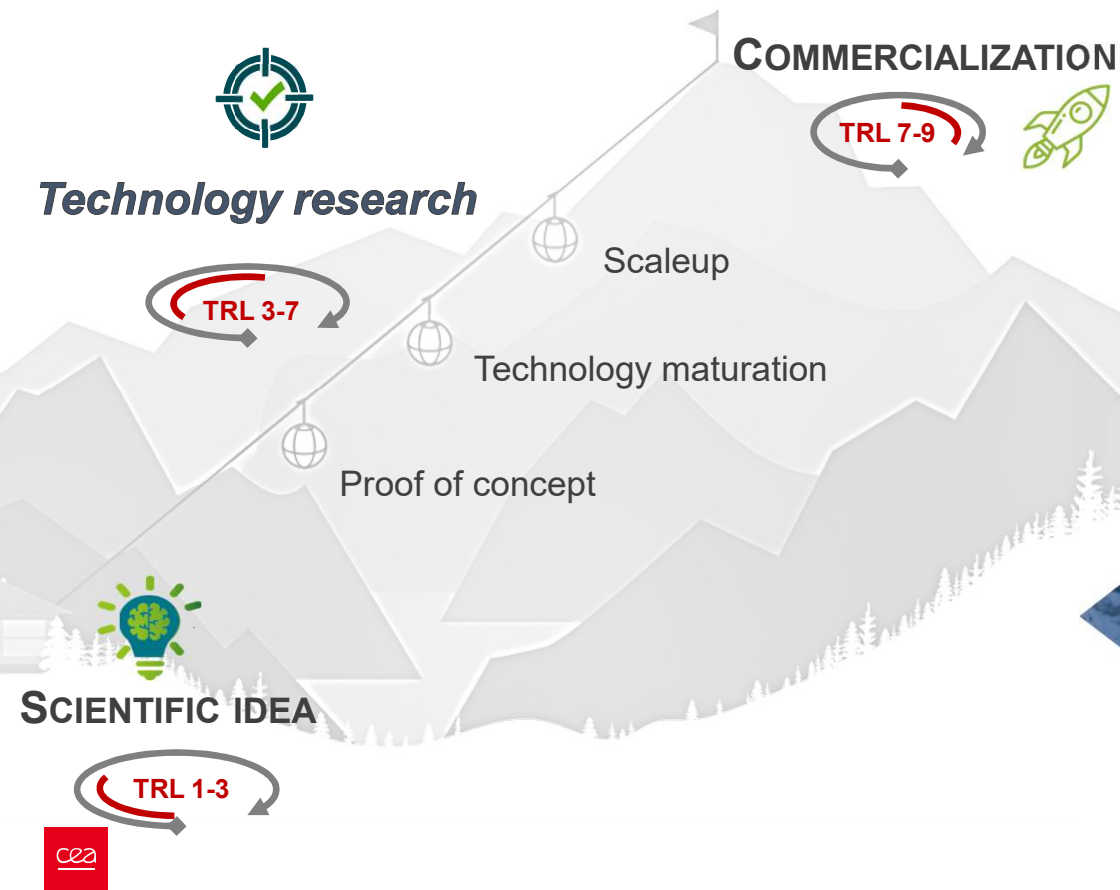 COMMERCIALIZATION
TRL 7-9
Technology research
Scaleup
TRL 3-7
Technology maturation
Proof of concept
SCIENTIFIC IDEA
TRL 1-3
cea